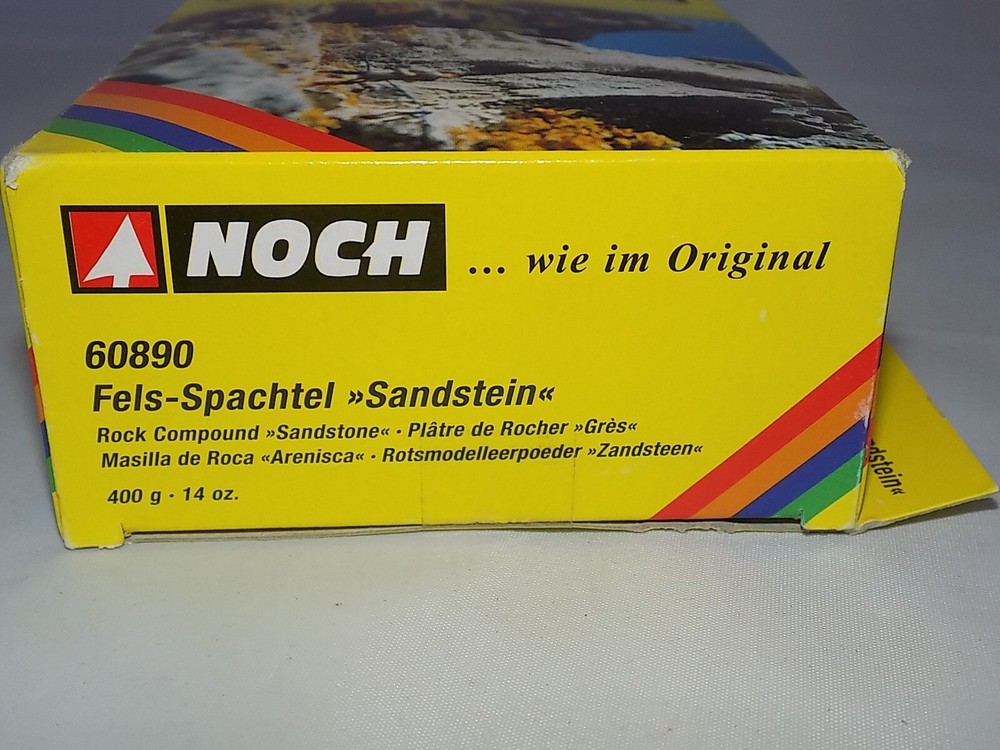 NOCH ... wie im Original
60890
Fels-Spachtel »Sandstein«
Rock Compound »Sandstone« · Plâtre de Rocher »Grès«
Masilla de Roca «Arenisca« · Rotsmodelleerpoeder »Zandsteen«
400 g · 14 oz.
dstein«